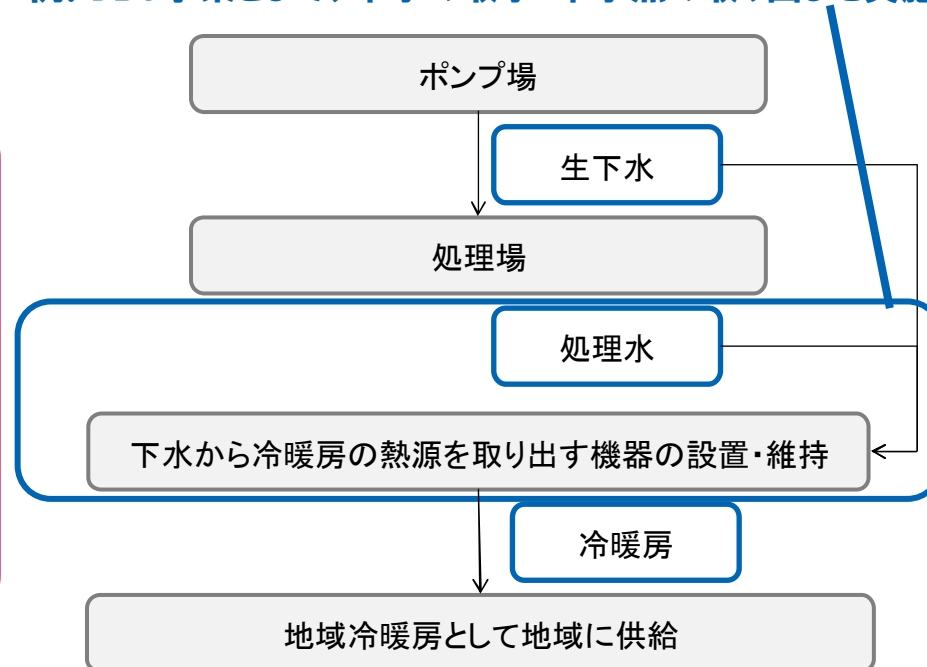 ポンプ場
生下水
処理場
処理水
下水から冷暖房の熱源を取り出す機器の設置・維持
冷暖房
地域冷暖房として地域に供給